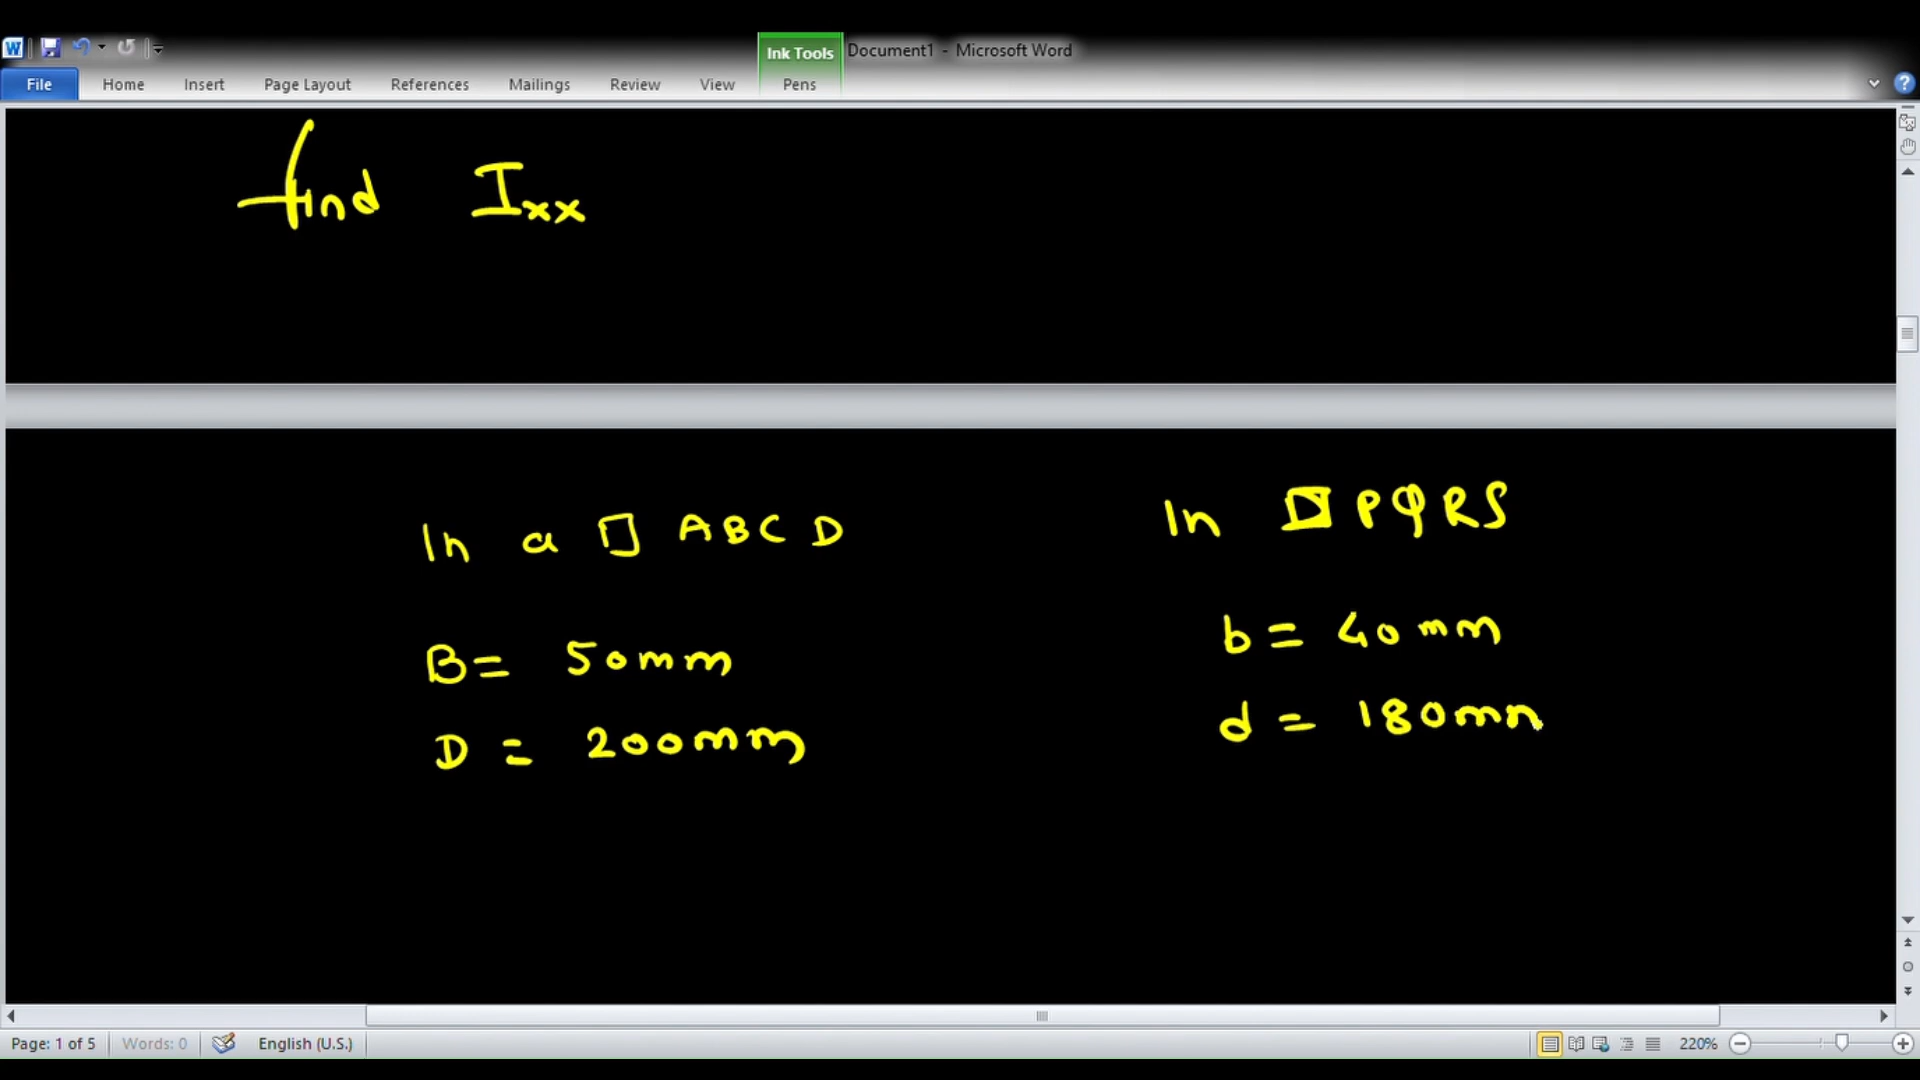 Ink Tools
Document1 - Microsoft Word
File Home Insert Page Layout References Mailings Review View Pens
find Ixx
In a □ ABCD
B = 50mm
D = 200mm
In □ PQRS
b = 40mm
d = 180mm
Page: 1 of 5 Words: 0 English (U.S.) 220%